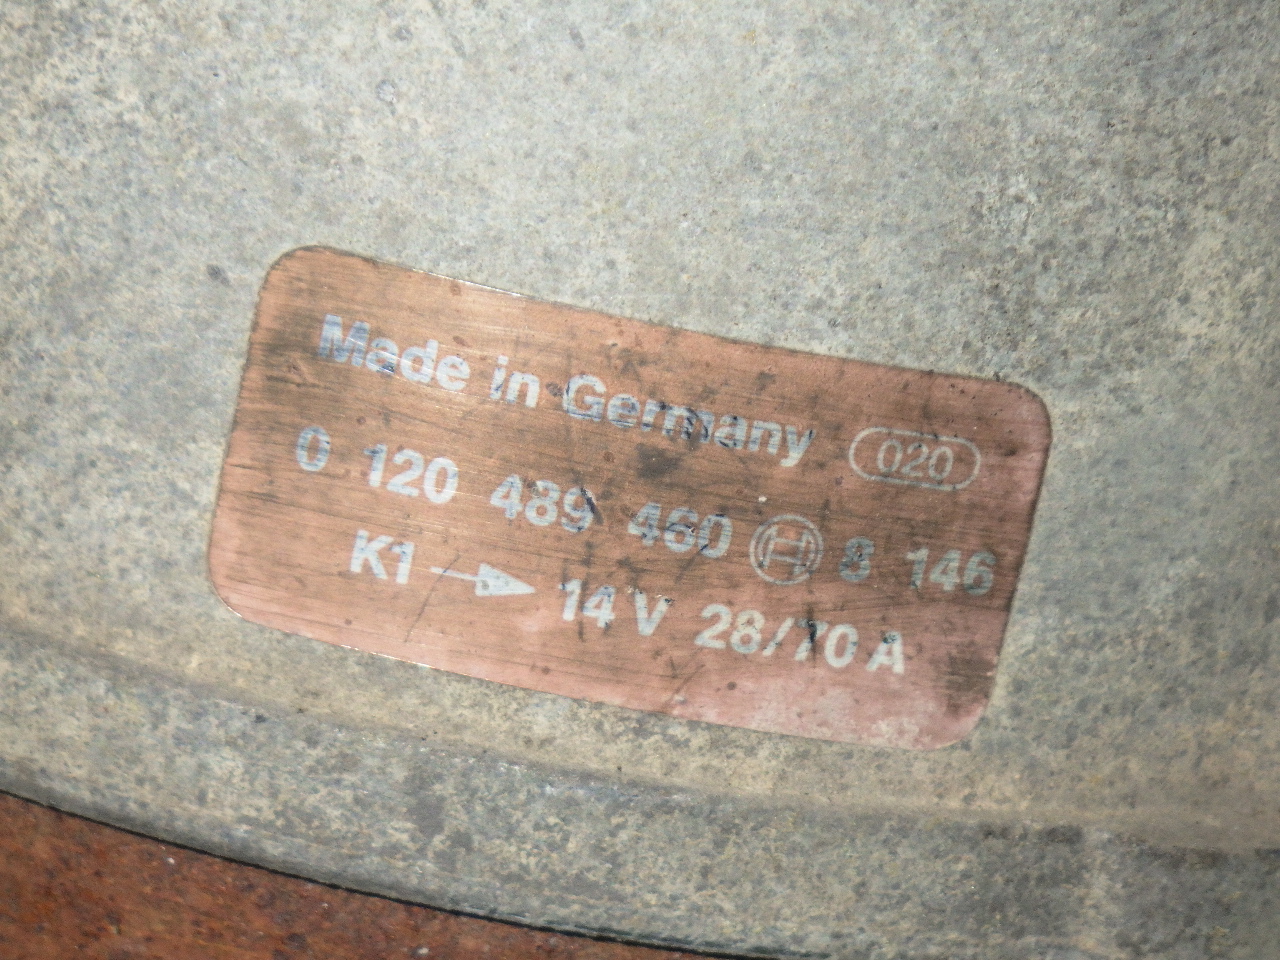 Made in Germany 020
0 120 489 460 H 8 146
K1 → 14 V 28/70 A